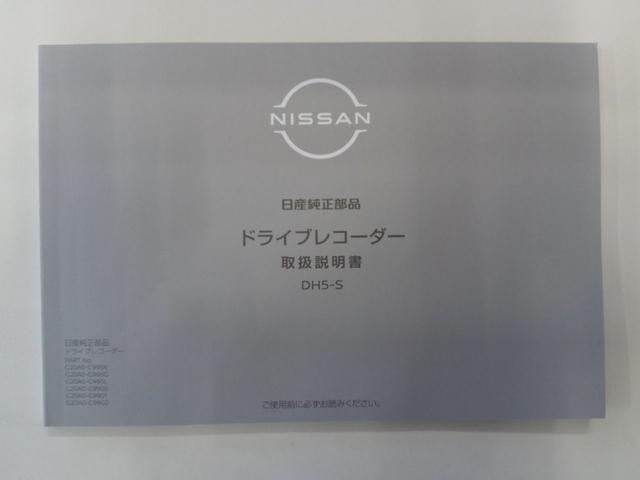 NISSAN
日産純正部品
ドライブレコーダー
取扱説明書
DH5-S
日産純正部品
ドライブレコーダー
PART No.
ご使用前に必ずお読みください。